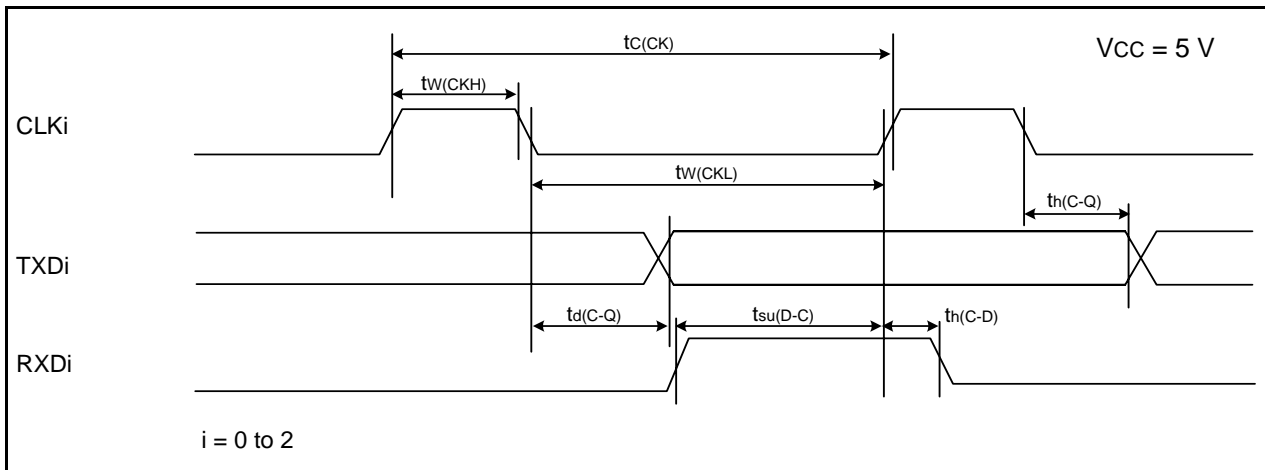 tC(CK)
VCC = 5 V
tW(CKH)
CLKi
tW(CKL)
th(C-Q)
TXDi
td(C-Q)
tsu(D-C)
th(C-D)
RXDi
i = 0 to 2